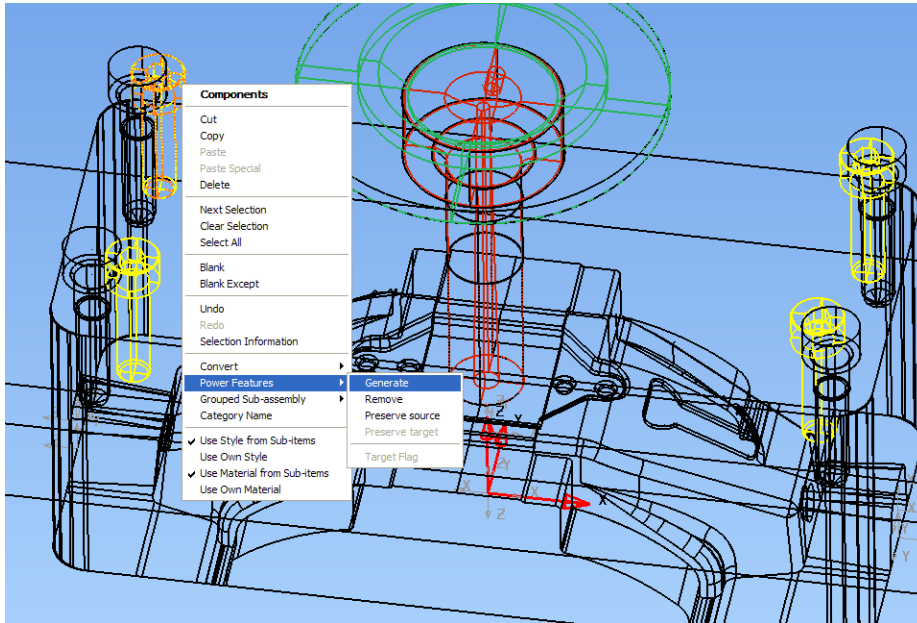 Components
Cut
Copy
Paste
Paste Special
Delete
Next Selection
Clear Selection
Select All
Blank
Blank Except
Undo
Redo
Selection Information
Convert
Power Features
Grouped Sub-assembly
Category Name
Use Style from Sub-items
Use Own Style
Use Material from Sub-items
Use Own Material
Generate
Remove
Preserve source
Preserve target
Target Flag
Z
Z
Y
Y
X
X
X
Z
X
Y
Y